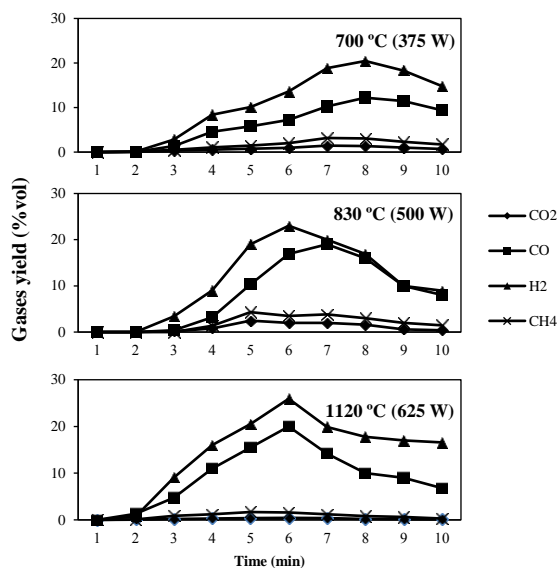 700 ºC (375 W)
30
20
10
0
1 2 3 4 5 6 7 8 9 10
830 ºC (500 W)
30
20
10
0
1 2 3 4 5 6 7 8 9 10
1120 ºC (625 W)
30
20
10
0
1 2 3 4 5 6 7 8 9 10
Time (min)
Gases yield (%vol)
CO2
CO
H2
CH4